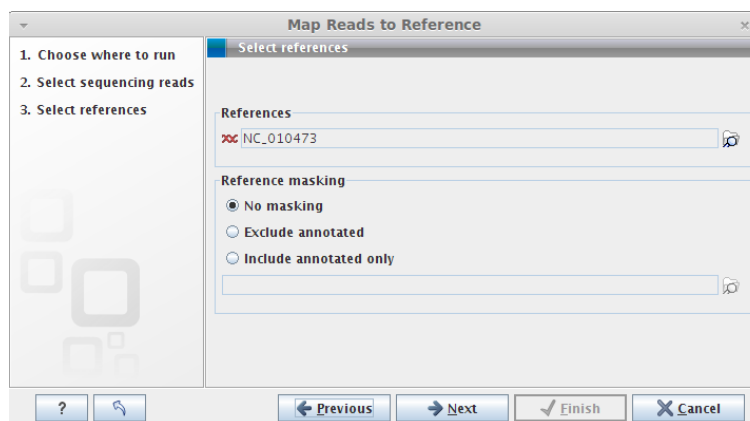 Map Reads to Reference
1. Choose where to run
2. Select sequencing reads
3. Select references
Select references
References
NC_010473
Reference masking
No masking
Exclude annotated
Include annotated only
? Previous Next Finish Cancel